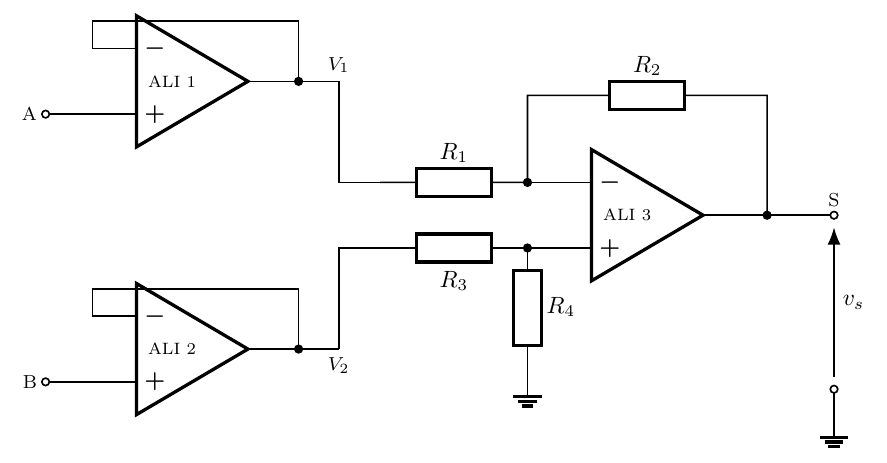 −
V₁
ALI 1
A
+
R₂
R₁
−
S
ALI 3
+
R₃
R₄
vₛ
−
ALI 2
V₂
B
+